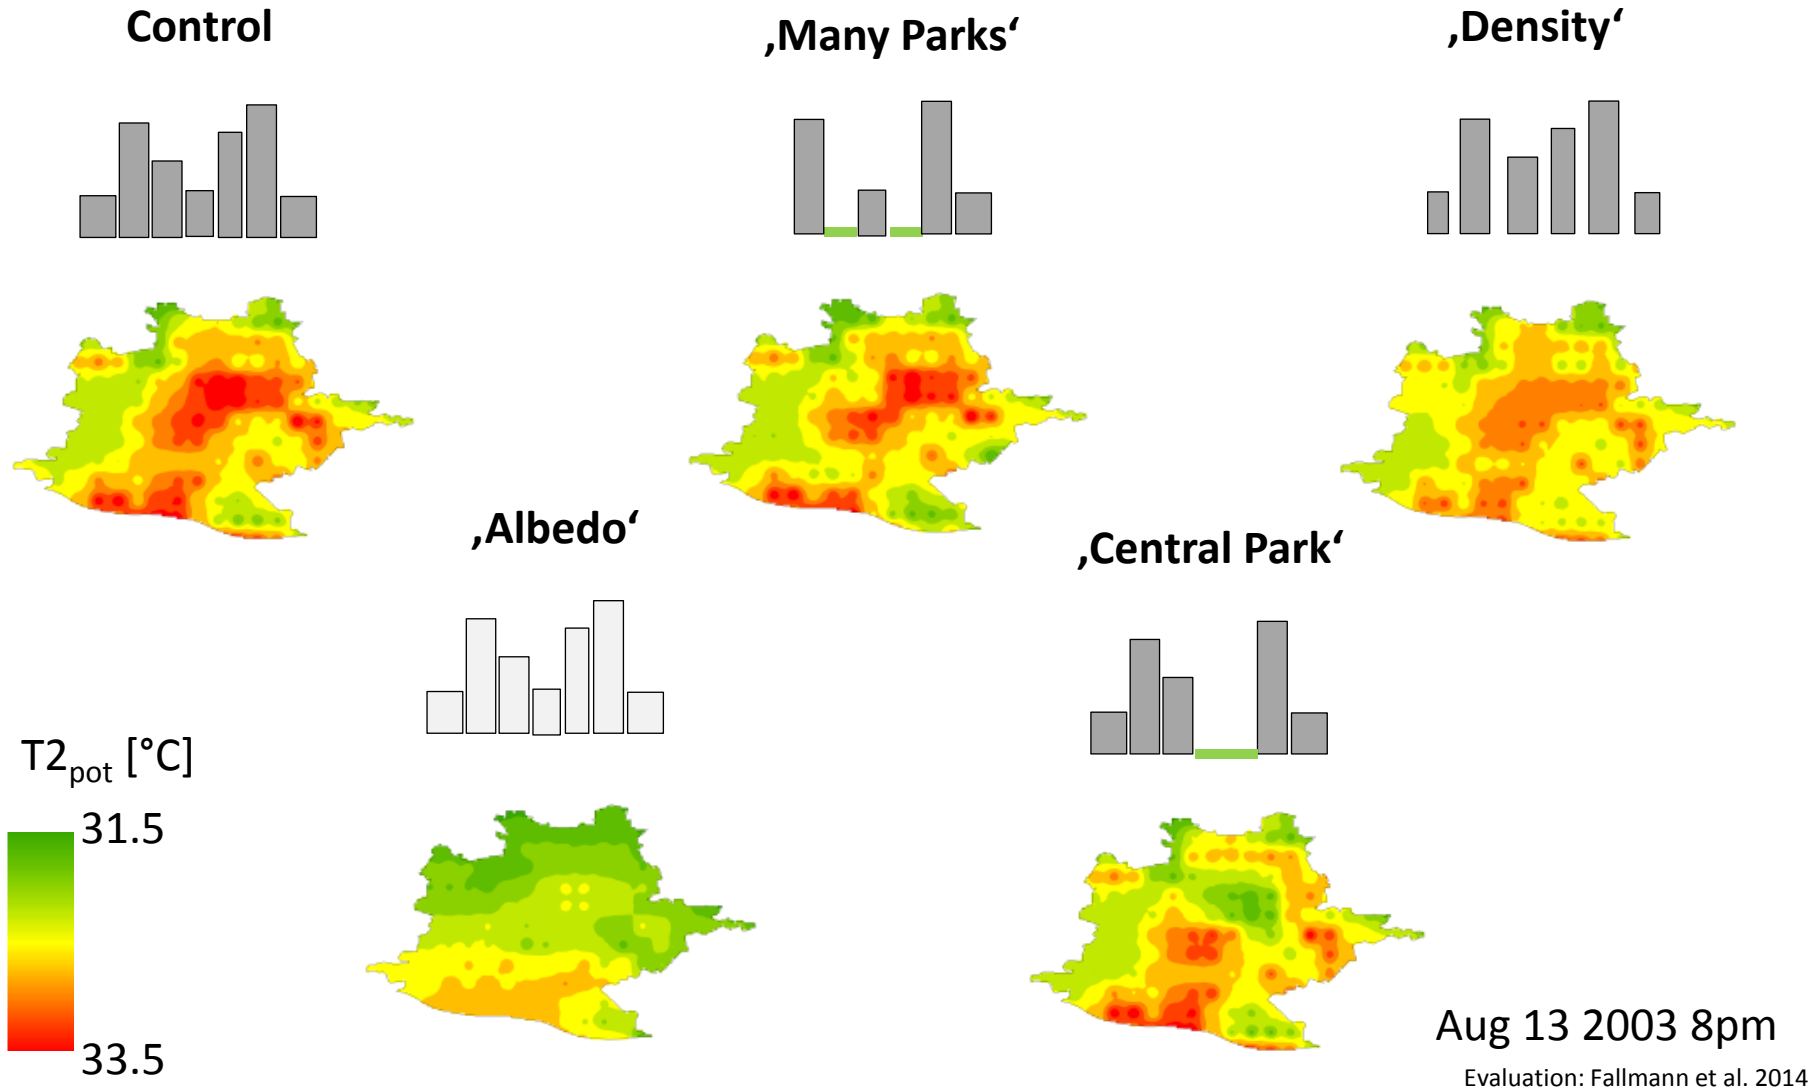 Control
‚Many Parks‘
‚Density‘
‚Albedo‘
‚Central Park‘
T2pot [°C]
31.5
33.5
Aug 13 2003 8pm
Evaluation: Fallmann et al. 2014